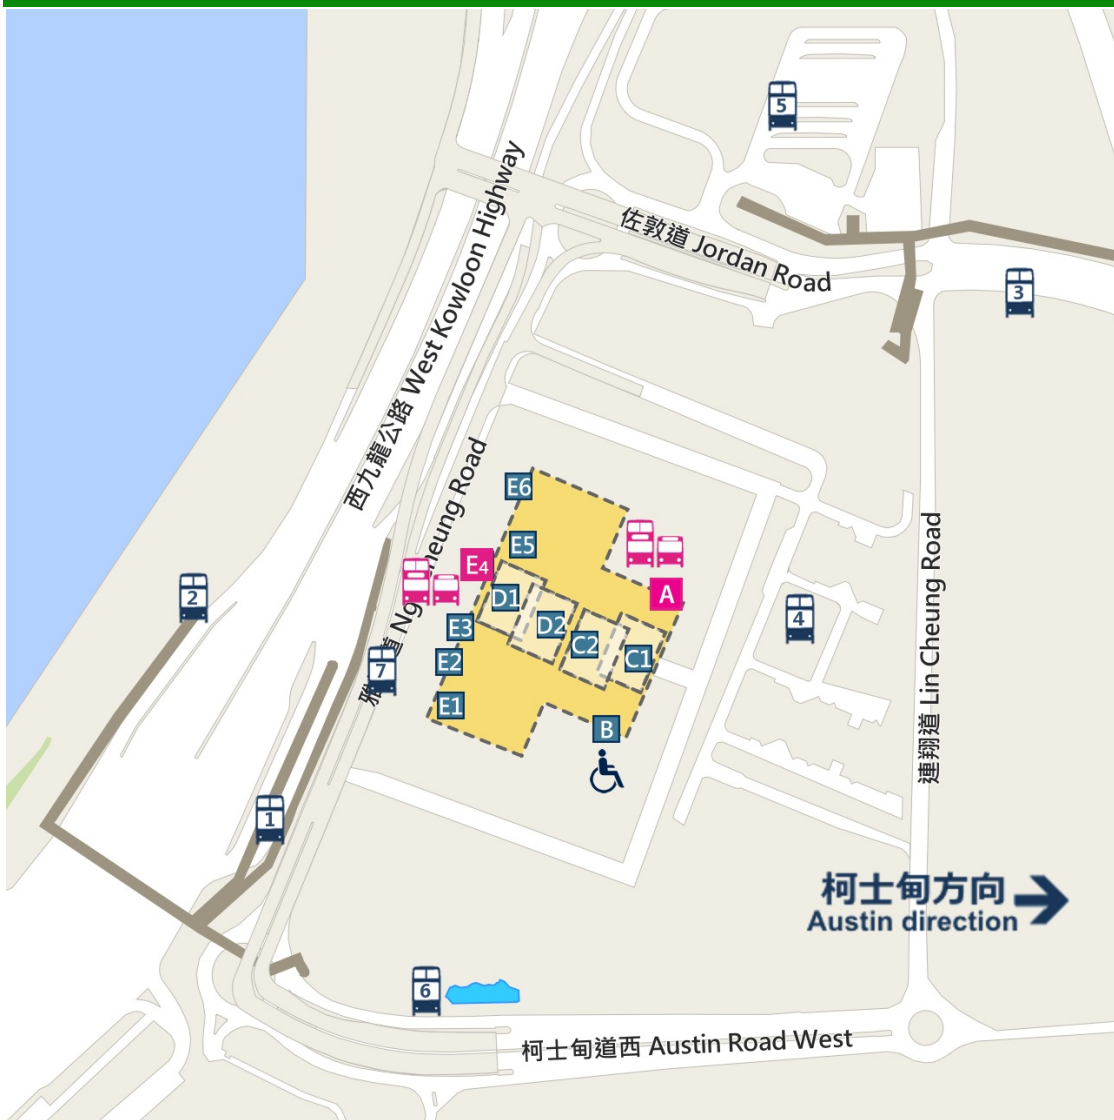 5
佐敦道 Jordan Road
3
西九龍公路 West Kowloon Highway
E6
E5
E4
D1
A
2
D2
4
E3
C2
C1
E2
7
E1
B
連翔道 Lin Cheung Road
1
柯士甸方向
Austin direction
6
柯士甸道西 Austin Road West